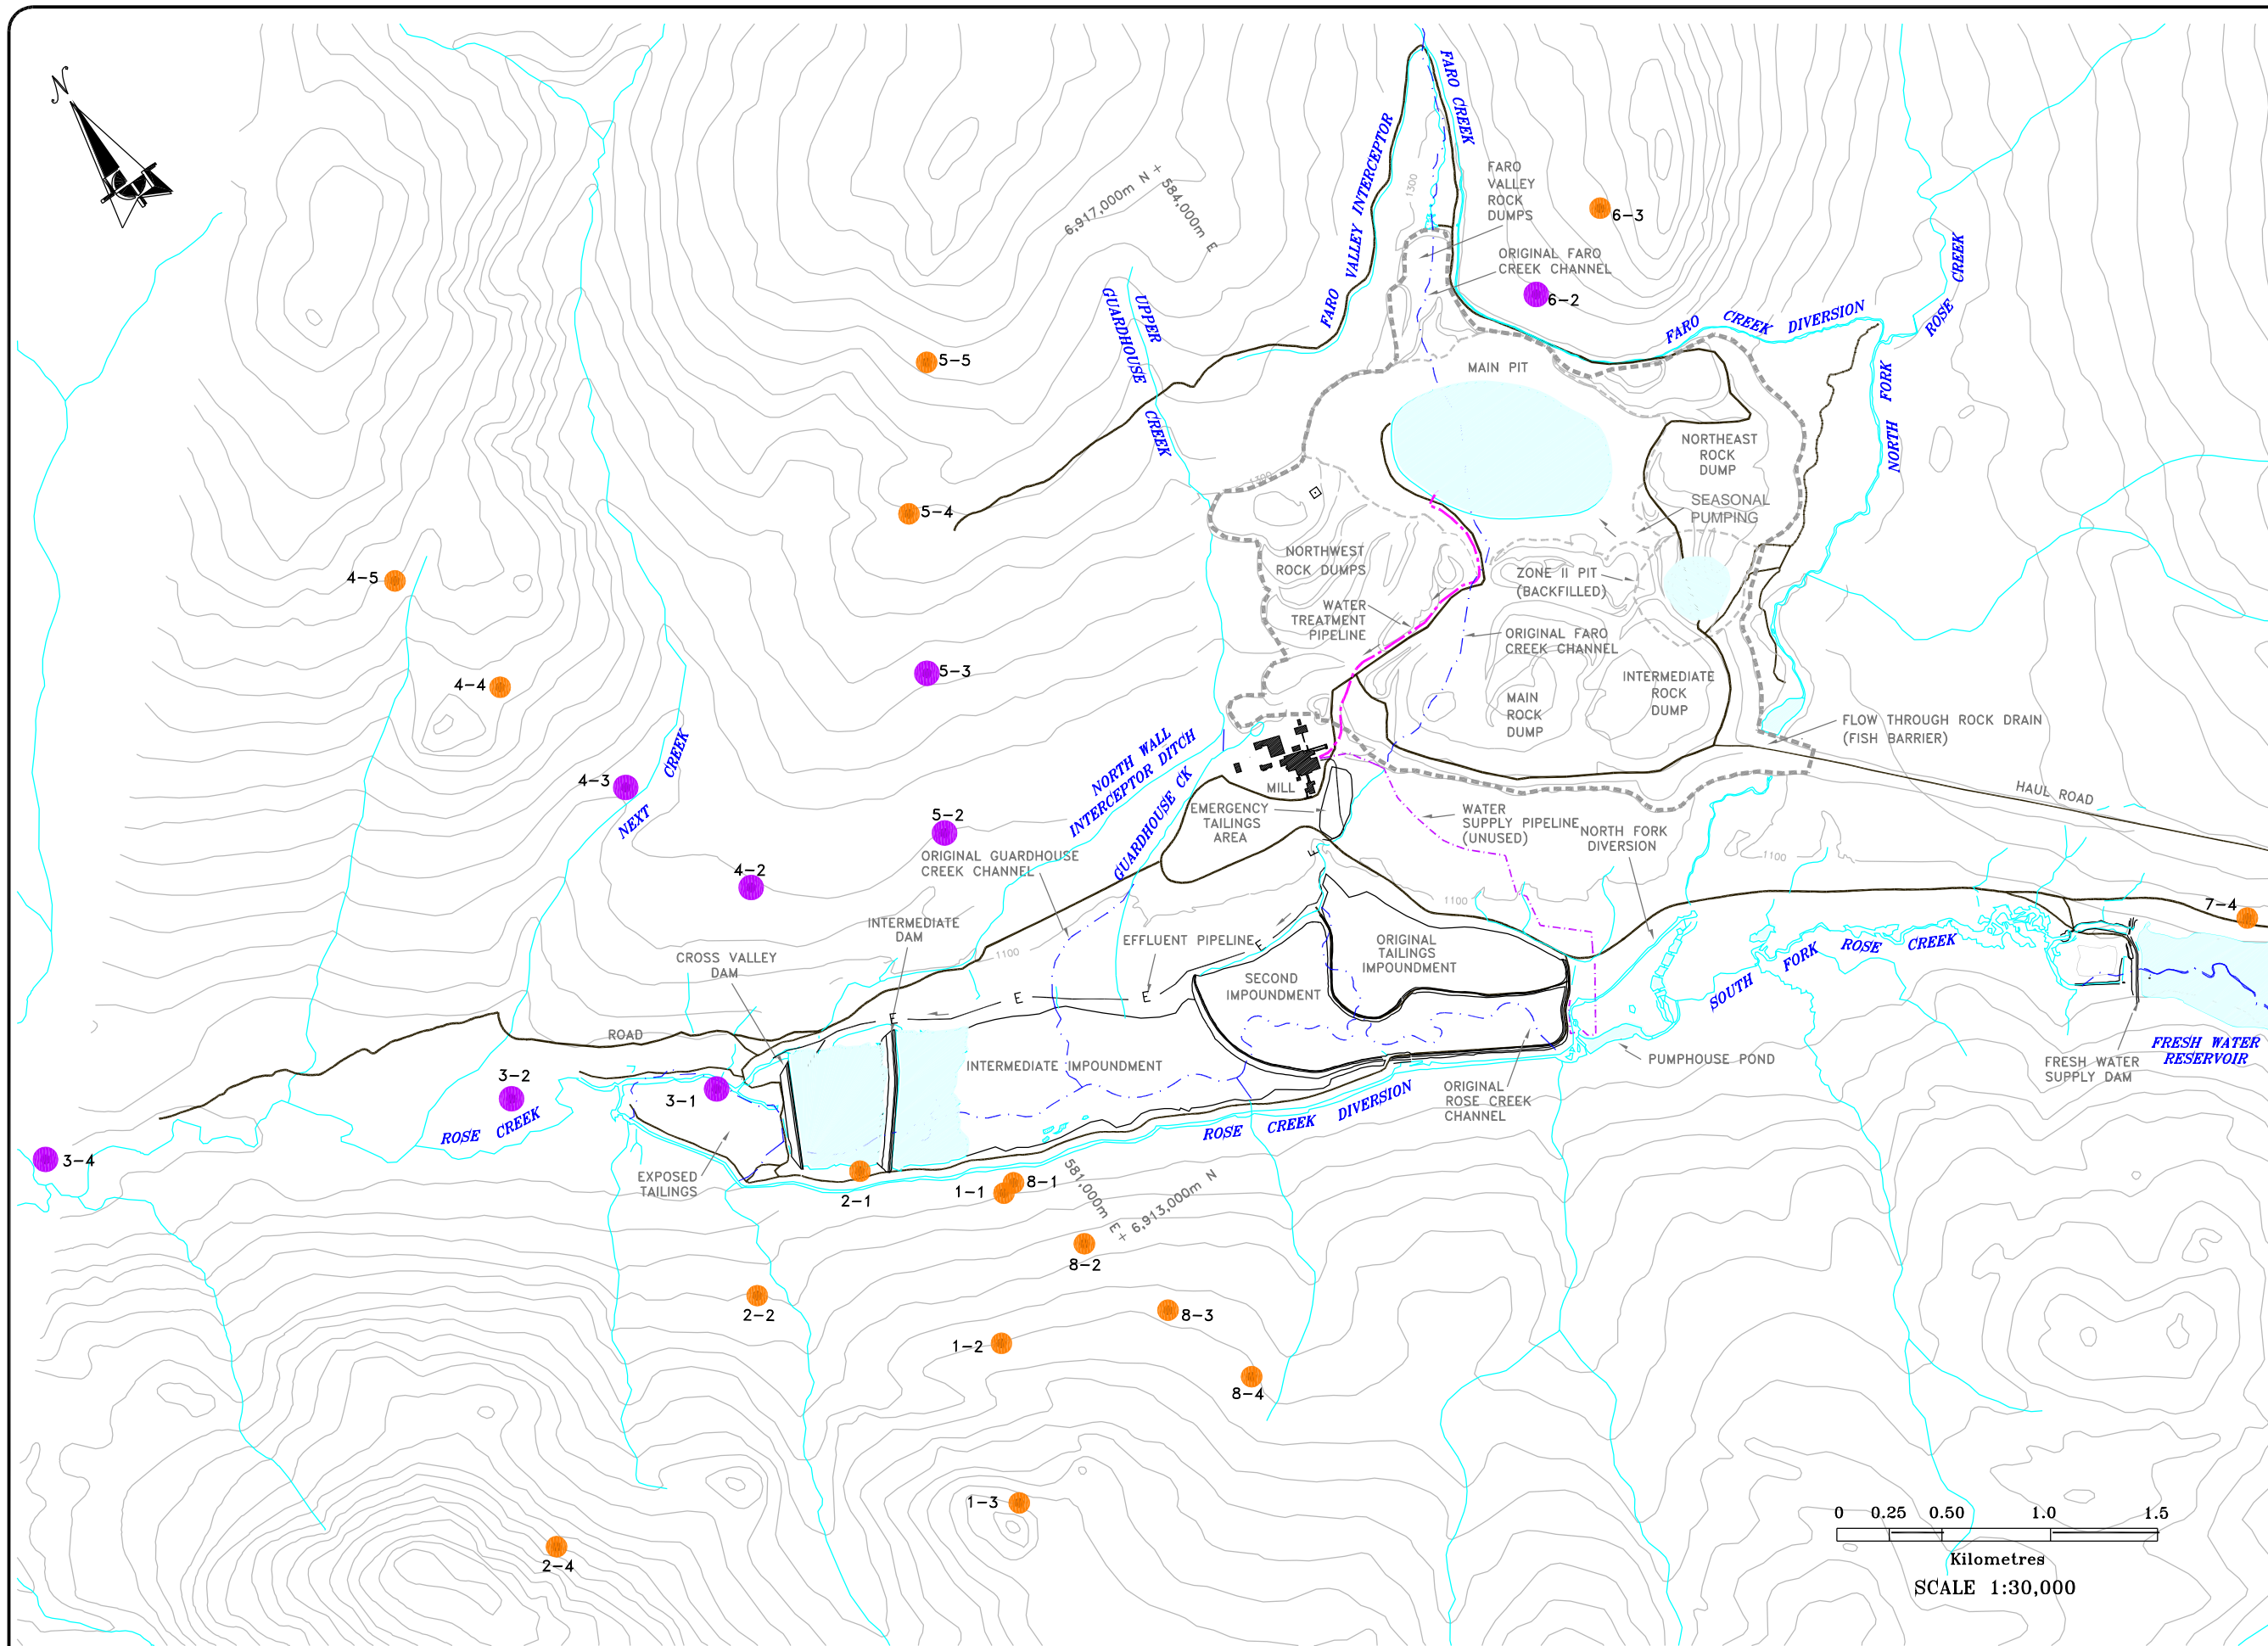 N
FARO CREEK
FARO VALLEY INTERCEPTOR
1300
FARO
VALLEY
ROCK
DUMPS
6-3
6,917,000m N +
584,000m E
ORIGINAL FARO
CREEK CHANNEL
6-2
UPPER
GUARDHOUSE CREEK
FARO CREEK DIVERSION
NORTH FORK ROSE CREEK
5-5
MAIN PIT
NORTHEAST
ROCK
DUMP
1300
SEASONAL
PUMPING
5-4
NORTHWEST
ROCK DUMPS
4-5
ZONE II PIT
(BACKFILLED)
WATER
TREATMENT
PIPELINE
ORIGINAL FARO
CREEK CHANNEL
5-3
4-4
MAIN
ROCK
DUMP
INTERMEDIATE
ROCK
DUMP
FLOW THROUGH ROCK DRAIN
(FISH BARRIER)
NORTH WALL
INTERCEPTOR DITCH
NEXT CREEK
4-3
MILL
HAUL ROAD
GUARDHOUSE CK
EMERGENCY
TAILINGS
AREA
WATER
SUPPLY PIPELINE
(UNUSED)
NORTH FORK
DIVERSION
5-2
ORIGINAL GUARDHOUSE
CREEK CHANNEL
E
1100
4-2
1100
7-4
INTERMEDIATE
DAM
EFFLUENT PIPELINE
E
ORIGINAL
TAILINGS
IMPOUNDMENT
SOUTH FORK ROSE CREEK
CROSS VALLEY
DAM
1100
SECOND
IMPOUNDMENT
E
E
E
ROAD
INTERMEDIATE IMPOUNDMENT
PUMPHOUSE POND
FRESH WATER
SUPPLY DAM
FRESH WATER
RESERVOIR
3-2
3-1
ORIGINAL
ROSE CREEK
CHANNEL
ROSE CREEK
ROSE CREEK DIVERSION
3-4
EXPOSED
TAILINGS
2-1
1-1
8-1
581,000m E
+ 6,913,000m N
8-2
2-2
8-3
1-2
8-4
1-3
2-4
0 0.25 0.50 1.0 1.5
Kilometres
SCALE 1:30,000